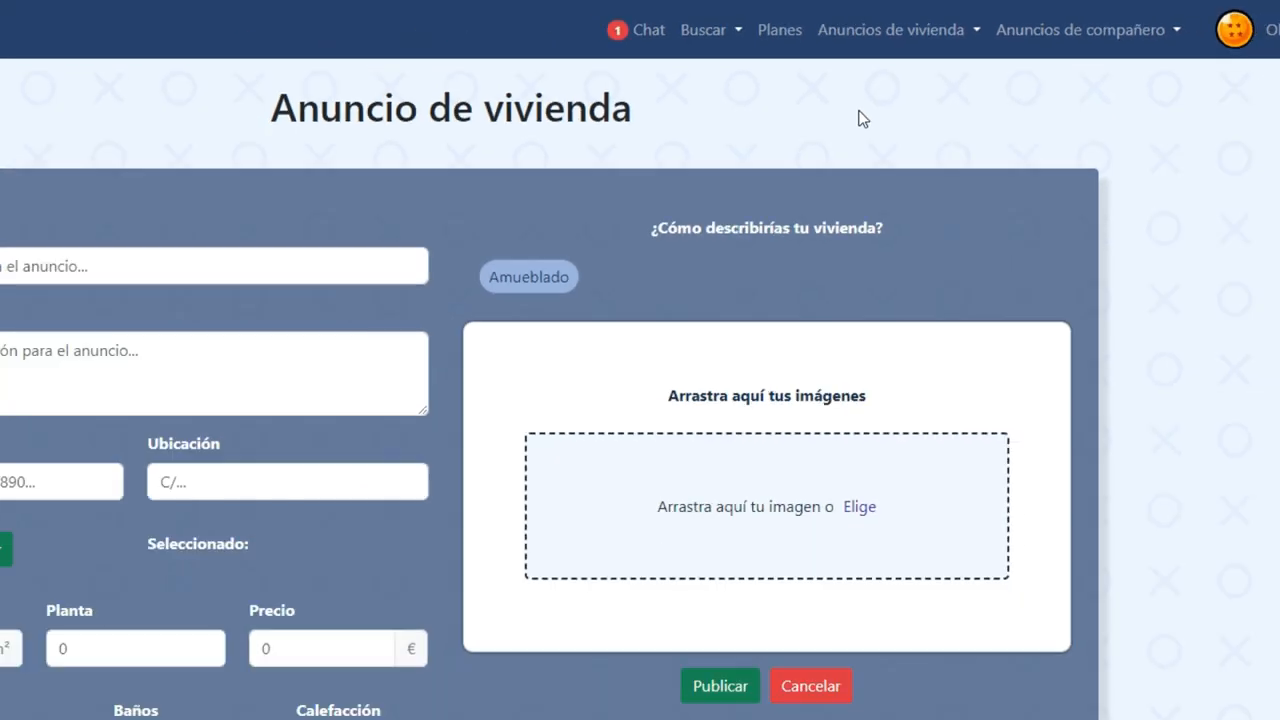 1 Chat Buscar Planes Anuncios de vivienda Anuncios de compañero
Anuncio de vivienda
¿Cómo describirías tu vivienda?
el anuncio...
Amueblado
ón para el anuncio...
Arrastra aquí tus imágenes
Ubicación
890...
C/...
Arrastra aquí tu imagen o Elige
Seleccionado:
Planta Precio
m²
0
0
€
Publicar Cancelar
Baños Calefacción